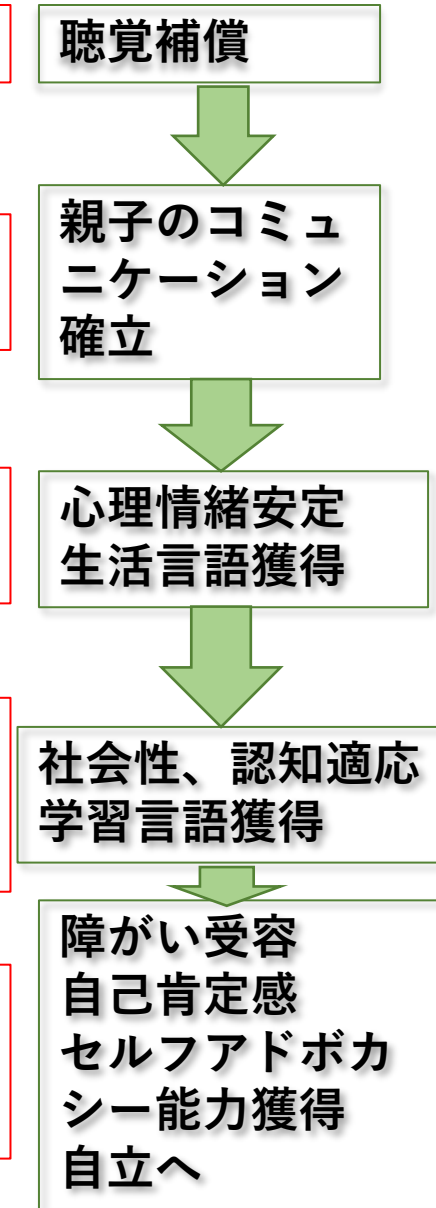 聴覚補償
親子のコミュ
ニケーション
確立
心理情緒安定
生活言語獲得
社会性、認知適応
学習言語獲得
障がい受容
自己肯定感
セルフアドボカ
シー能力獲得
自立へ